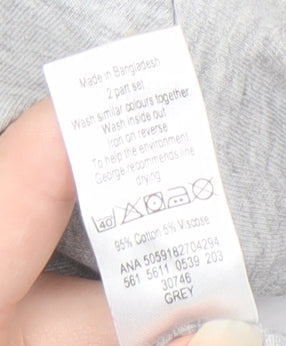 Made in Bangladesh
2 part set
Wash similar colours together
Wash inside out
Iron on reverse
To help the environment
George recommends line
drying
40
95% Cotton 5% Viscose
ANA 5059182704294
561 5611 0539 203
30746
GREY